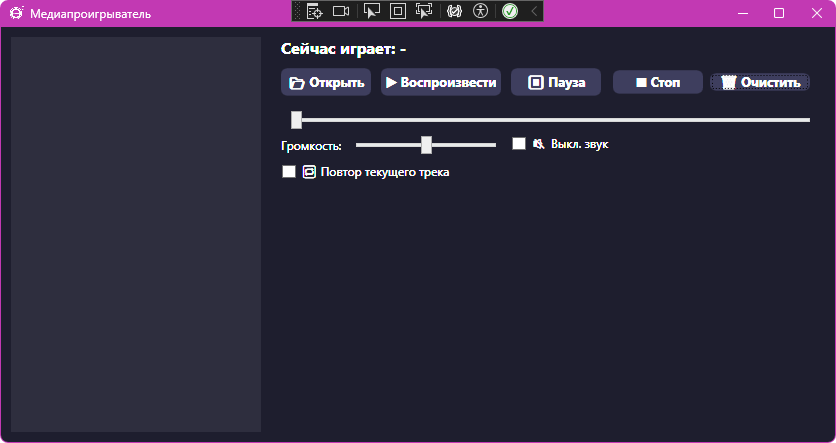 Медиапроигрыватель
Сейчас играет: -
Открыть Воспроизвести Пауза Стоп Очистить
Громкость: Выкл. звук
Повтор текущего трека